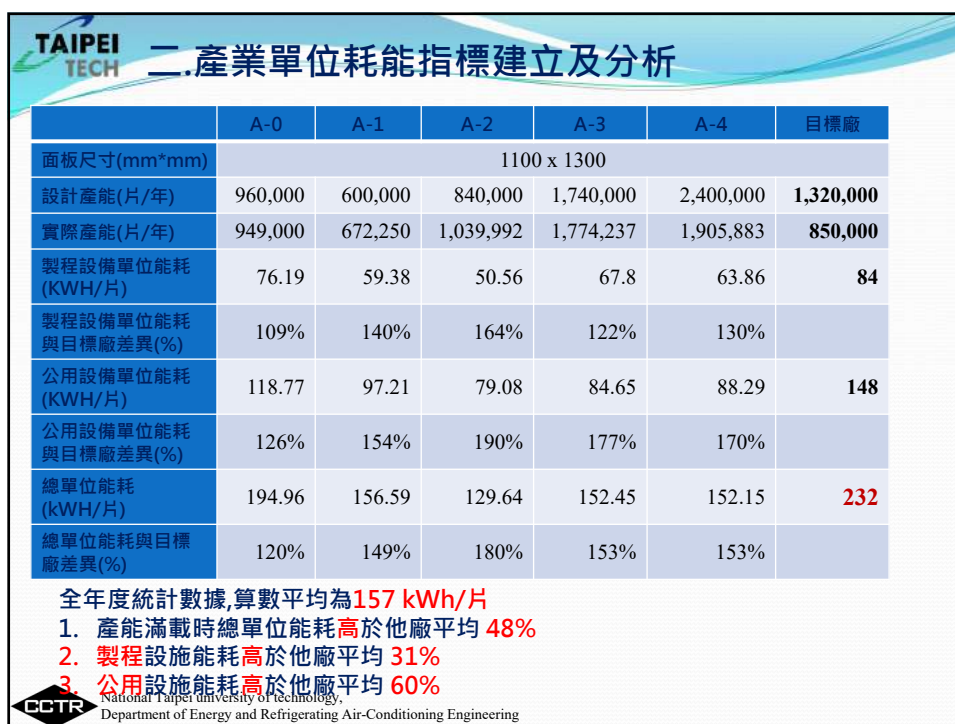 TAIPEI
TECH
二.產業單位耗能指標建立及分析
A-0 A-1 A-2 A-3 A-4 目標廠
面板尺寸(mm*mm) 1100 x 1300
設計產能(片/年) 960,000 600,000 840,000 1,740,000 2,400,000 1,320,000
實際產能(片/年) 949,000 672,250 1,039,992 1,774,237 1,905,883 850,000
製程設備單位能耗
(KWH/片) 76.19 59.38 50.56 67.8 63.86 84
製程設備單位能耗
與目標廠差異(%) 109% 140% 164% 122% 130%
公用設備單位能耗
(KWH/片) 118.77 97.21 79.08 84.65 88.29 148
公用設備單位能耗
與目標廠差異(%) 126% 154% 190% 177% 170%
總單位能耗
(kWH/片) 194.96 156.59 129.64 152.45 152.15 232
總單位能耗與目標
廠差異(%) 120% 149% 180% 153% 153%
全年度統計數據,算數平均為157 kWh/片
1. 產能滿載時總單位能耗高於他廠平均 48%
2. 製程設施能耗高於他廠平均 31%
3. 公用設施能耗高於他廠平均 60%
CCTR
National Taipei university of technology,
Department of Energy and Refrigerating Air-Conditioning Engineering